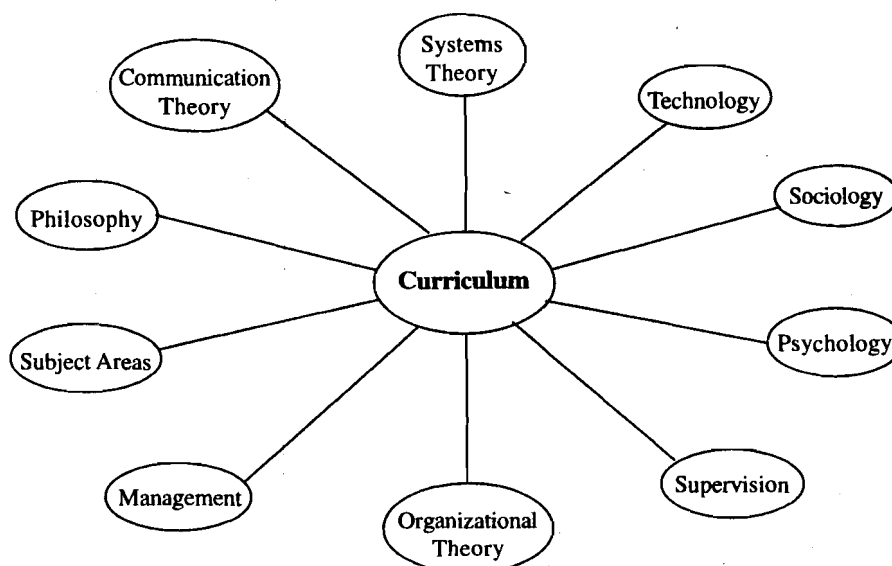 Systems
Theory
Communication
Theory
Technology
Sociology
Philosophy
Curriculum
Psychology
Subject Areas
Supervision
Management
Organizational
Theory